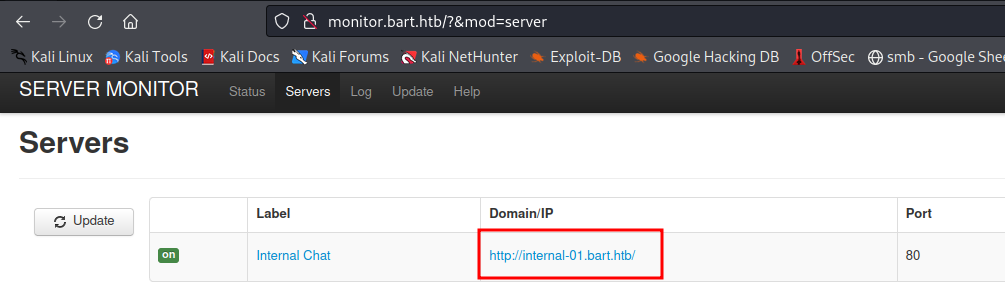 monitor.bart.htb/?&mod=server
Kali Linux Kali Tools Kali Docs Kali Forums Kali NetHunter Exploit-DB Google Hacking DB OffSec smb - Google Shee
SERVER MONITOR Status Servers Log Update Help
Servers
Update
Label Domain/IP Port
on Internal Chat http://internal-01.bart.htb/ 80